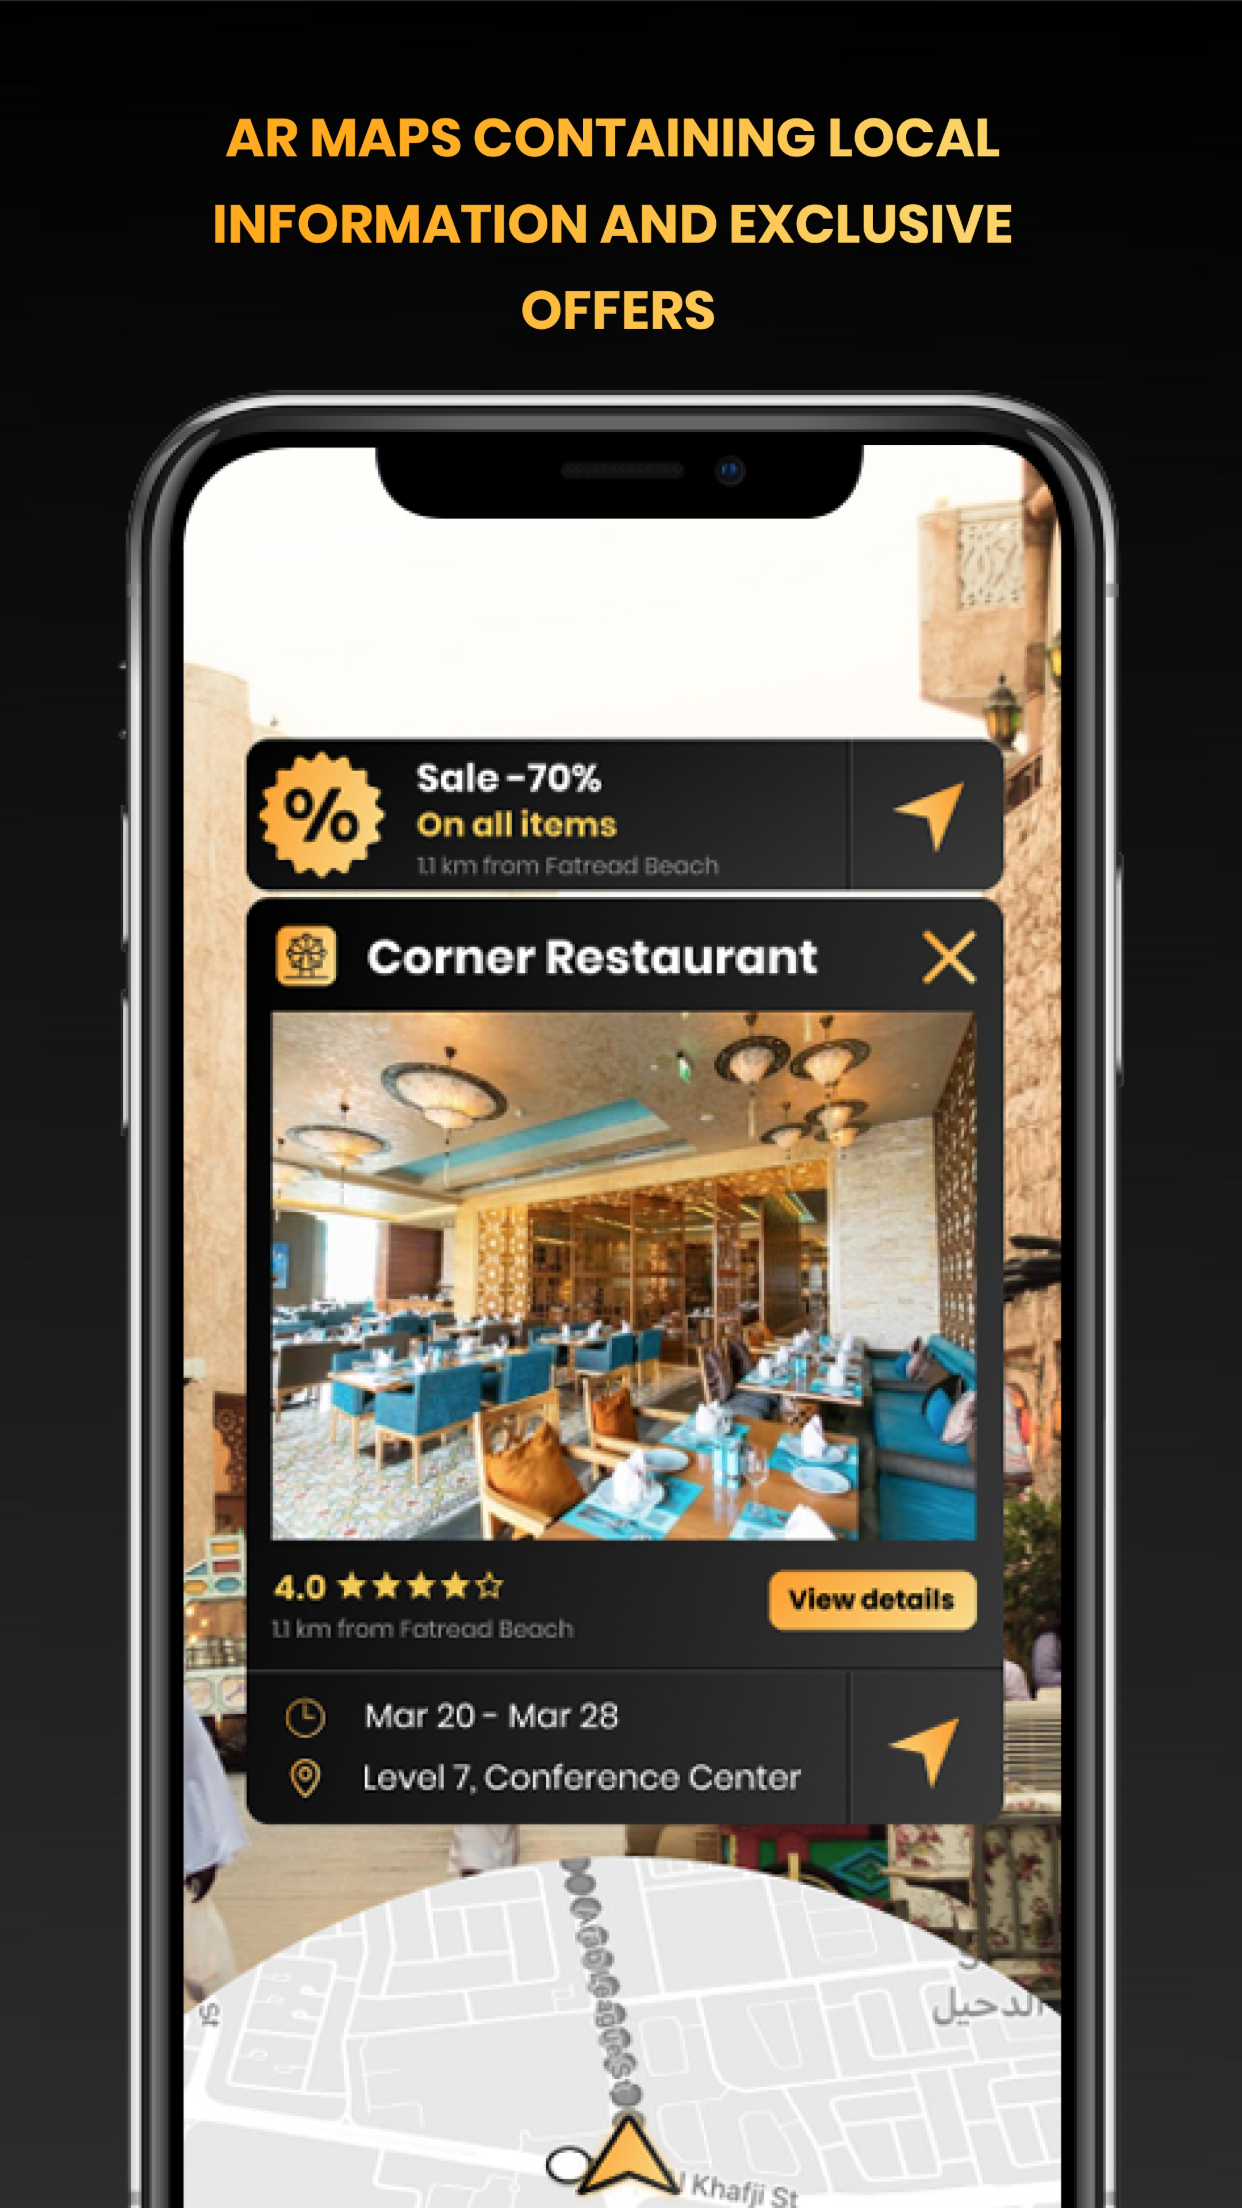 AR MAPS CONTAINING LOCAL
INFORMATION AND EXCLUSIVE
OFFERS
%
Sale -70%
On all items
1.1 km from Fatread Beach
Corner Restaurant
4.0
1.1 km from Fatread Beach
View details
Mar 20 - Mar 28
Level 7, Conference Center
St
الدحيل
Khafji St